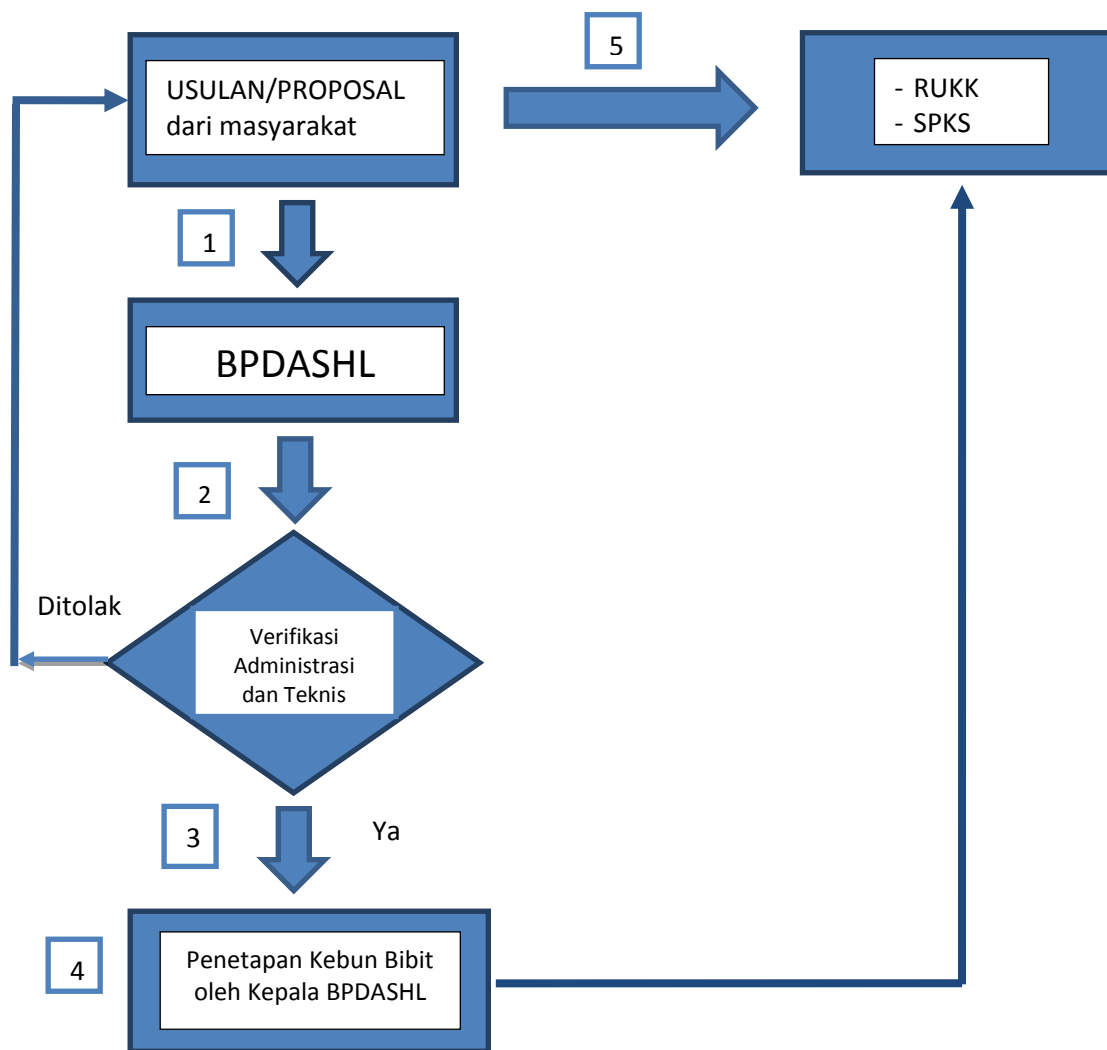 USULAN/PROPOSAL
dari masyarakat
5
- RUKK
- SPKS
1
BPDASHL
2
Ditolak
Verifikasi
Administrasi
dan Teknis
3
Ya
4
Penetapan Kebun Bibit
oleh Kepala BPDASHL